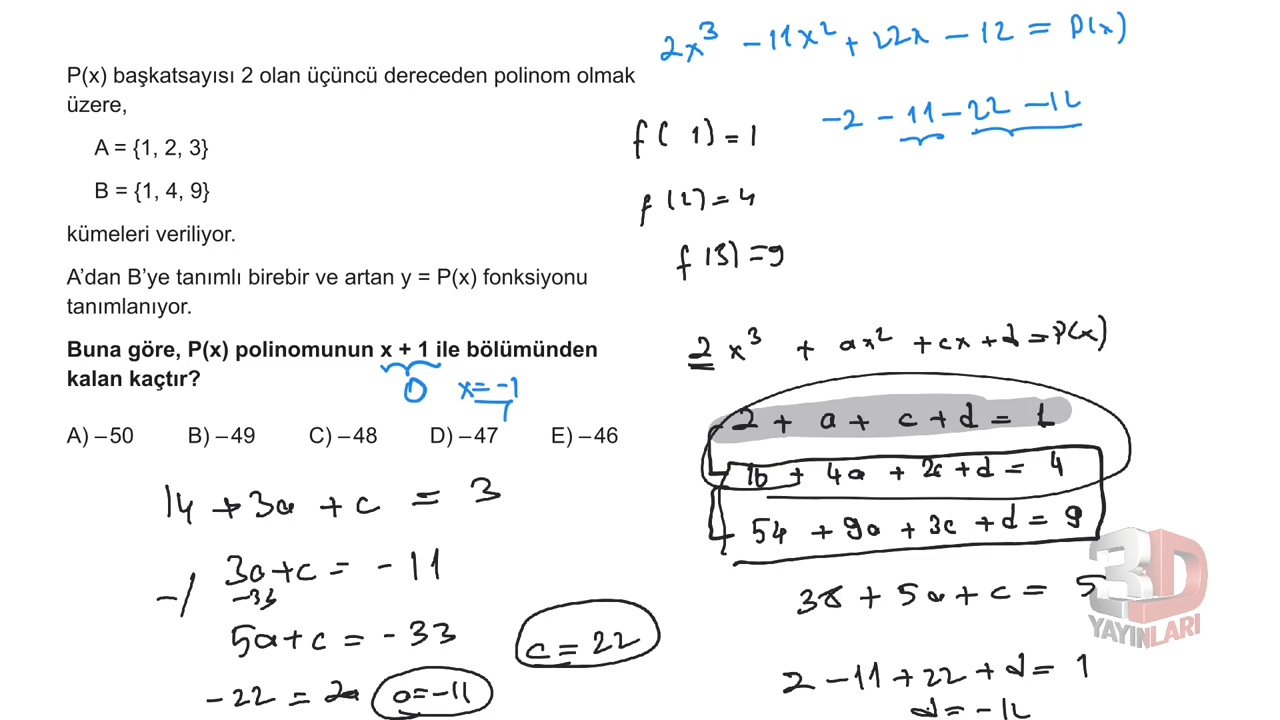 P(x) başkatsayısı 2 olan üçüncü dereceden polinom olmak
üzere,
A = {1, 2, 3}
B = {1, 4, 9}
kümeleri veriliyor.
A'dan B'ye tanımlı birebir ve artan y = P(x) fonksiyonu
tanımlanıyor.
Buna göre, P(x) polinomunun x + 1 ile bölümünden
kalan kaçtır?
0 x = -1
A) –50 B) –49 C) –48 D) –47 E) –46
14 + 3a + c = 3
3a + c = -11
-33
-1
5a + c = -33
-22 = 2a a = -11
c = 22
2x³ - 11x² + 22x - 12 = P(x)
-2 - 11 - 22 - 12
f( 1) = 1
f(2) = 4
f(3) = 9
2x³ + ax² + cx + d = P(x)
2 + a + c + d = 1
16 + 4a + 2c + d = 4
54 + 9a + 3c + d = 9
38 + 5a + c = 5
2 - 11 + 22 + d = 1
d = -12
3D
YAYINLARI